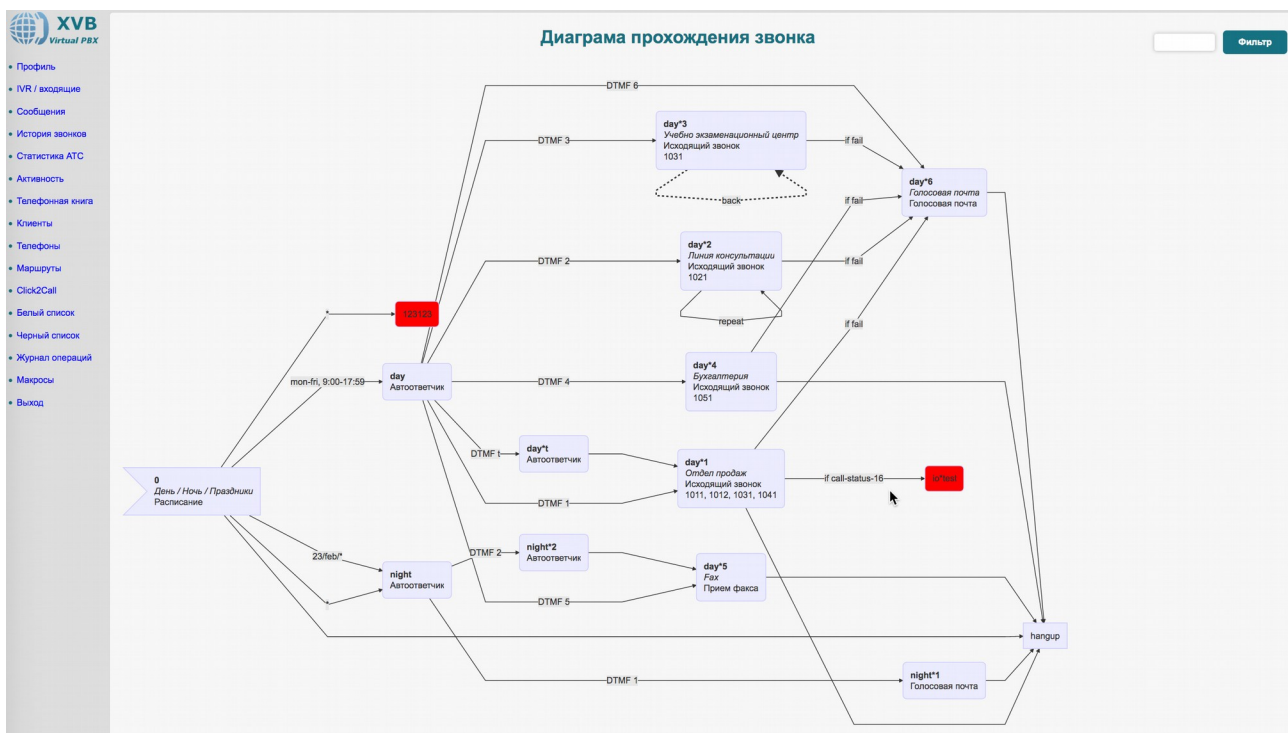 XVB
Virtual PBX
Диаграма прохождения звонка
Фильтр
Профиль
IVR / входящие
Сообщения
История звонков
Статистика АТС
Активность
Телефонная книга
Клиенты
Телефоны
Маршруты
Click2Call
Белый список
Черный список
Журнал операций
Макросы
Выход
DTMF 6
day*3
Учебно экзаменационный центр
Исходящий звонок
1031
DTMF 3
if fail
back
day*6
Голосовая почта
Голосовая почта
if fail
day*2
Линия консультации
Исходящий звонок
1021
DTMF 2
if fail
repeat
if fail
*
123123
day
Автоответчик
mon-fri, 9:00-17:59
DTMF 4
day*4
Бухгалтерия
Исходящий звонок
1051
DTMF t
day*t
Автоответчик
day*1
Отдел продаж
Исходящий звонок
1011, 1012, 1031, 1041
if call-status-16
DTMF 1
0
День / Ночь / Праздники
Расписание
23/feb/*
*
night
Автоответчик
DTMF 2
night*2
Автоответчик
day*5
Fax
Прием факса
DTMF 5
hangup
DTMF 1
night*1
Голосовая почта